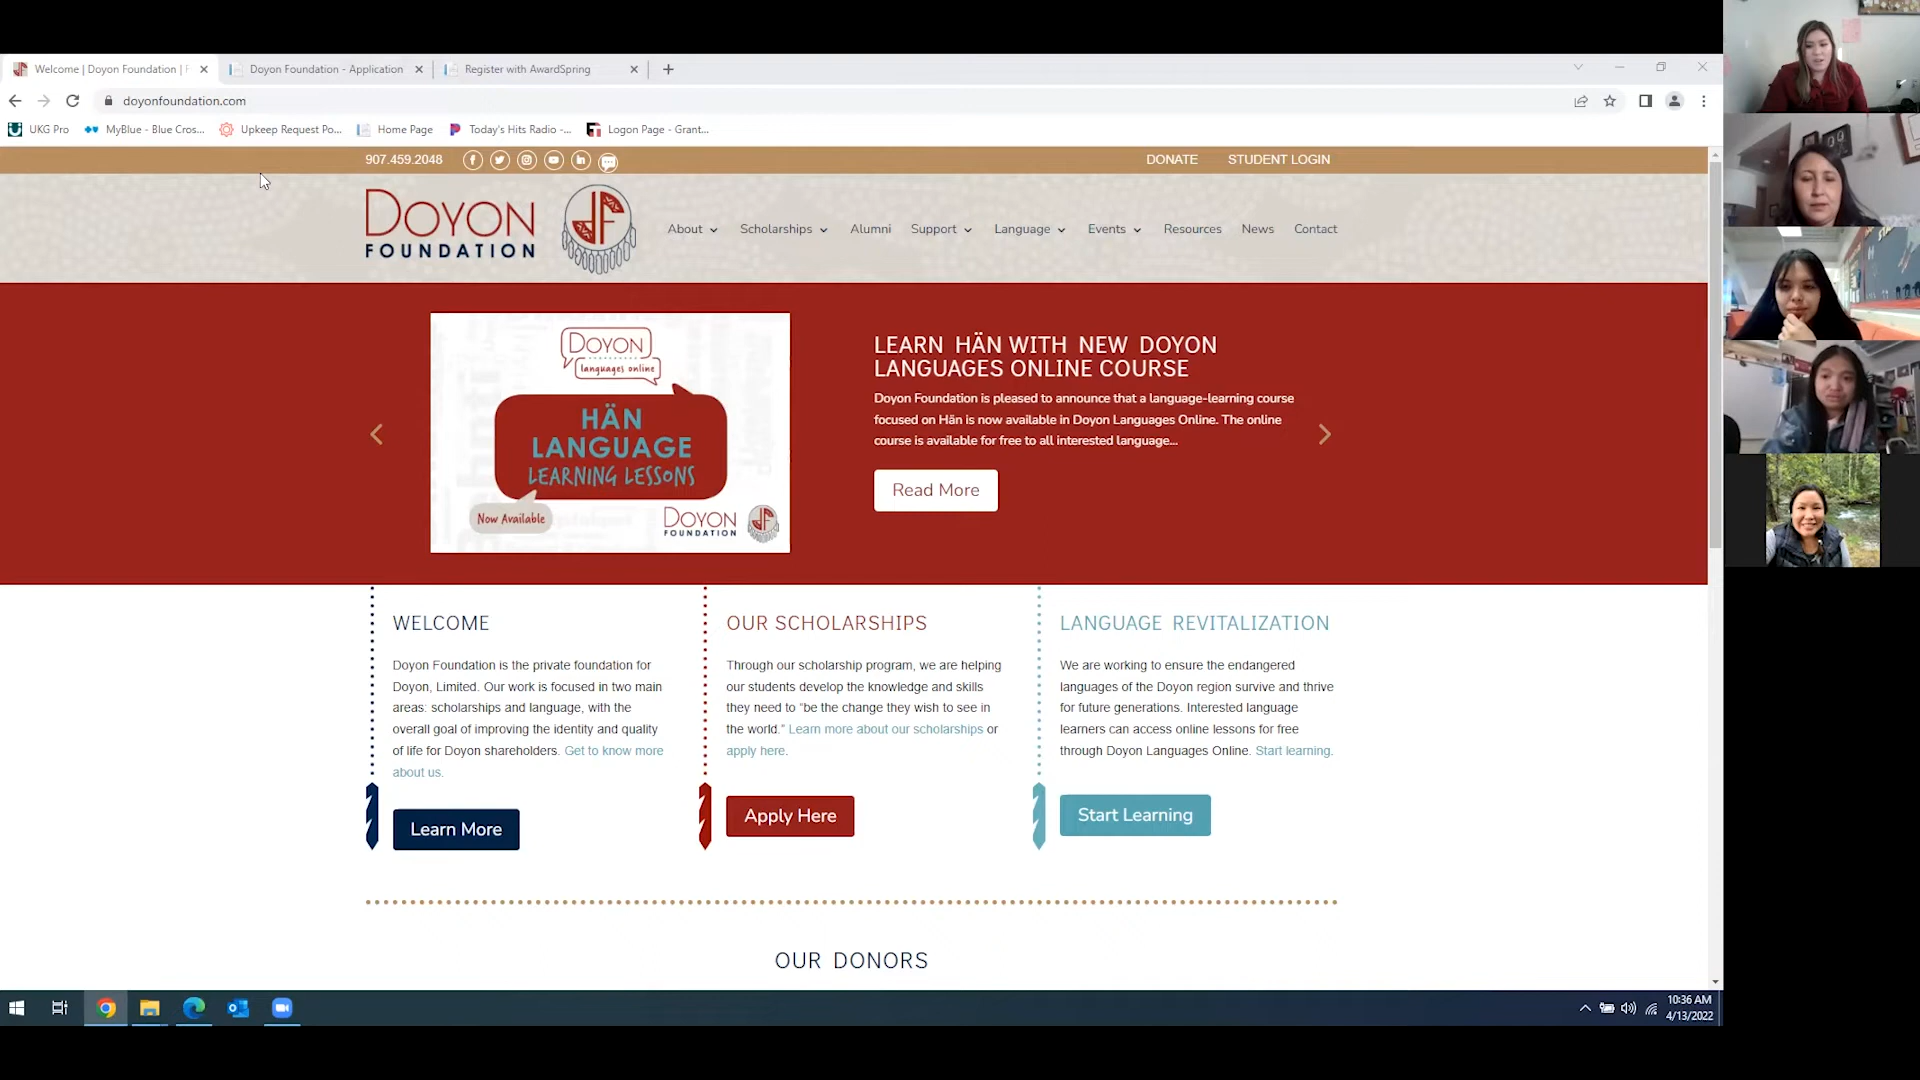 Welcome | Doyon Foundation | F
Doyon Foundation - Application
Register with AwardSpring
doyonfoundation.com
UKG Pro
MyBlue - Blue Cros...
Upkeep Request Po...
Home Page
Today's Hits Radio -...
Logon Page - Grant...
907.459.2048
DONATE
STUDENT LOGIN
DOYON
FOUNDATION
About
Scholarships
Alumni
Support
Language
Events
Resources
News
Contact
DOYON
languages online
HÄN
LANGUAGE
LEARNING LESSONS
Now Available
DOYON
FOUNDATION
LEARN HÄN WITH NEW DOYON
LANGUAGES ONLINE COURSE
Doyon Foundation is pleased to announce that a language-learning course
focused on Hän is now available in Doyon Languages Online. The online
course is available for free to all interested language...
Read More
WELCOME
Doyon Foundation is the private foundation for
Doyon, Limited. Our work is focused in two main
areas: scholarships and language, with the
overall goal of improving the identity and quality
of life for Doyon shareholders. Get to know more
about us.
Learn More
OUR SCHOLARSHIPS
Through our scholarship program, we are helping
our students develop the knowledge and skills
they need to “be the change they wish to see in
the world.” Learn more about our scholarships or
apply here.
Apply Here
LANGUAGE REVITALIZATION
We are working to ensure the endangered
languages of the Doyon region survive and thrive
for future generations. Interested language
learners can access online lessons for free
through Doyon Languages Online. Start learning.
Start Learning
OUR DONORS
10:36 AM
4/13/2022